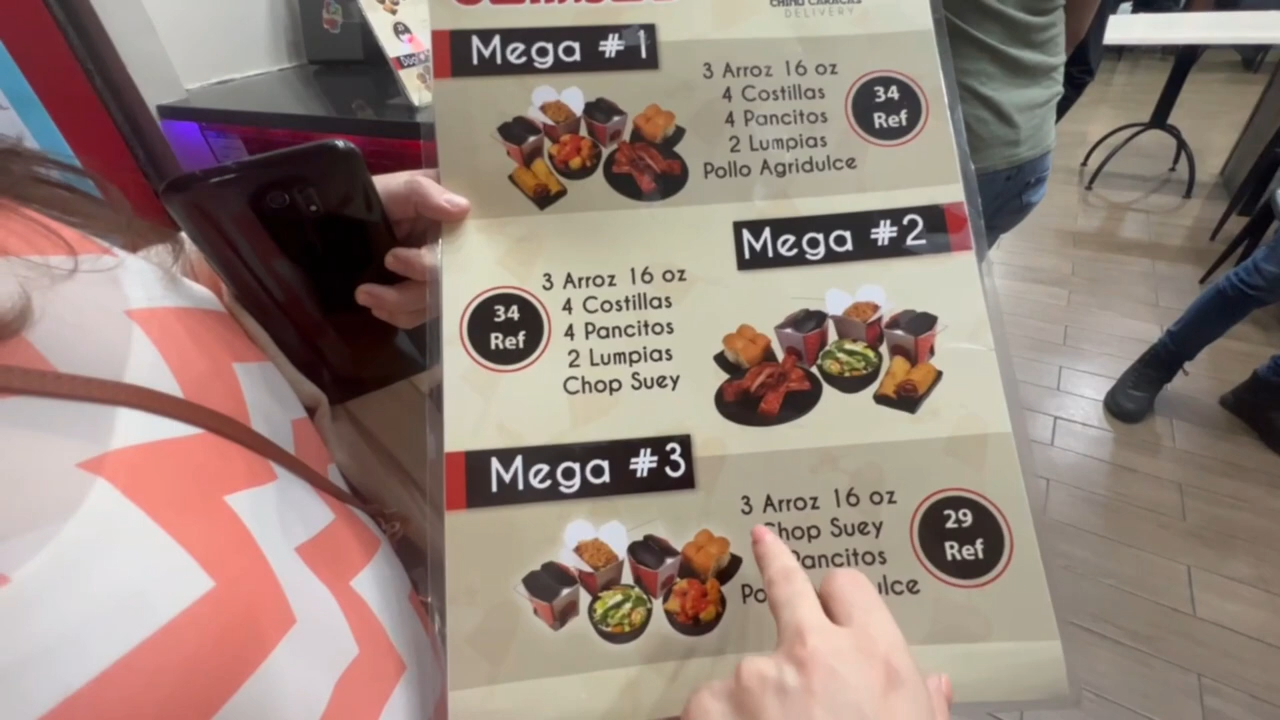 CHINO CARACAS
DELIVERY
Mega #1
3 Arroz 16 oz
4 Costillas
4 Pancitos
2 Lumpias
Pollo Agridulce
34
Ref
Mega #2
3 Arroz 16 oz
4 Costillas
4 Pancitos
2 Lumpias
Chop Suey
34
Ref
Mega #3
3 Arroz 16 oz
Chop Suey
Pancitos
29
Ref